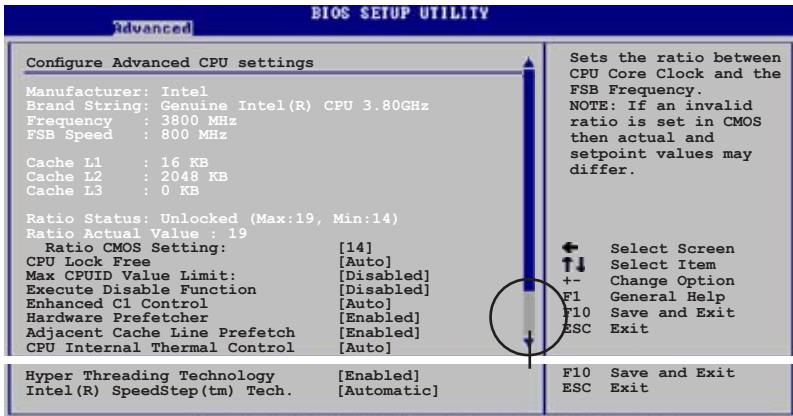 BIOS SETUP UTILITY
Advanced
Configure Advanced CPU settings
Manufacturer: Intel
Brand String: Genuine Intel(R) CPU 3.80GHz
Frequency : 3800 MHz
FSB Speed : 800 MHz
Cache L1 : 16 KB
Cache L2 : 2048 KB
Cache L3 : 0 KB
Ratio Status: Unlocked (Max:19, Min:14)
Ratio Actual Value : 19
Ratio CMOS Setting: [14]
CPU Lock Free [Auto]
Max CPUID Value Limit: [Disabled]
Execute Disable Function [Disabled]
Enhanced C1 Control [Auto]
Hardware Prefetcher [Enabled]
Adjacent Cache Line Prefetch [Enabled]
CPU Internal Thermal Control [Auto]
Hyper Threading Technology [Enabled]
Intel(R) SpeedStep(tm) Tech. [Automatic]
Sets the ratio between
CPU Core Clock and the
FSB Frequency.
NOTE: If an invalid
ratio is set in CMOS
then actual and
setpoint values may
differ.
← Select Screen
↑↓ Select Item
+- Change Option
F1 General Help
F10 Save and Exit
ESC Exit
F10 Save and Exit
ESC Exit